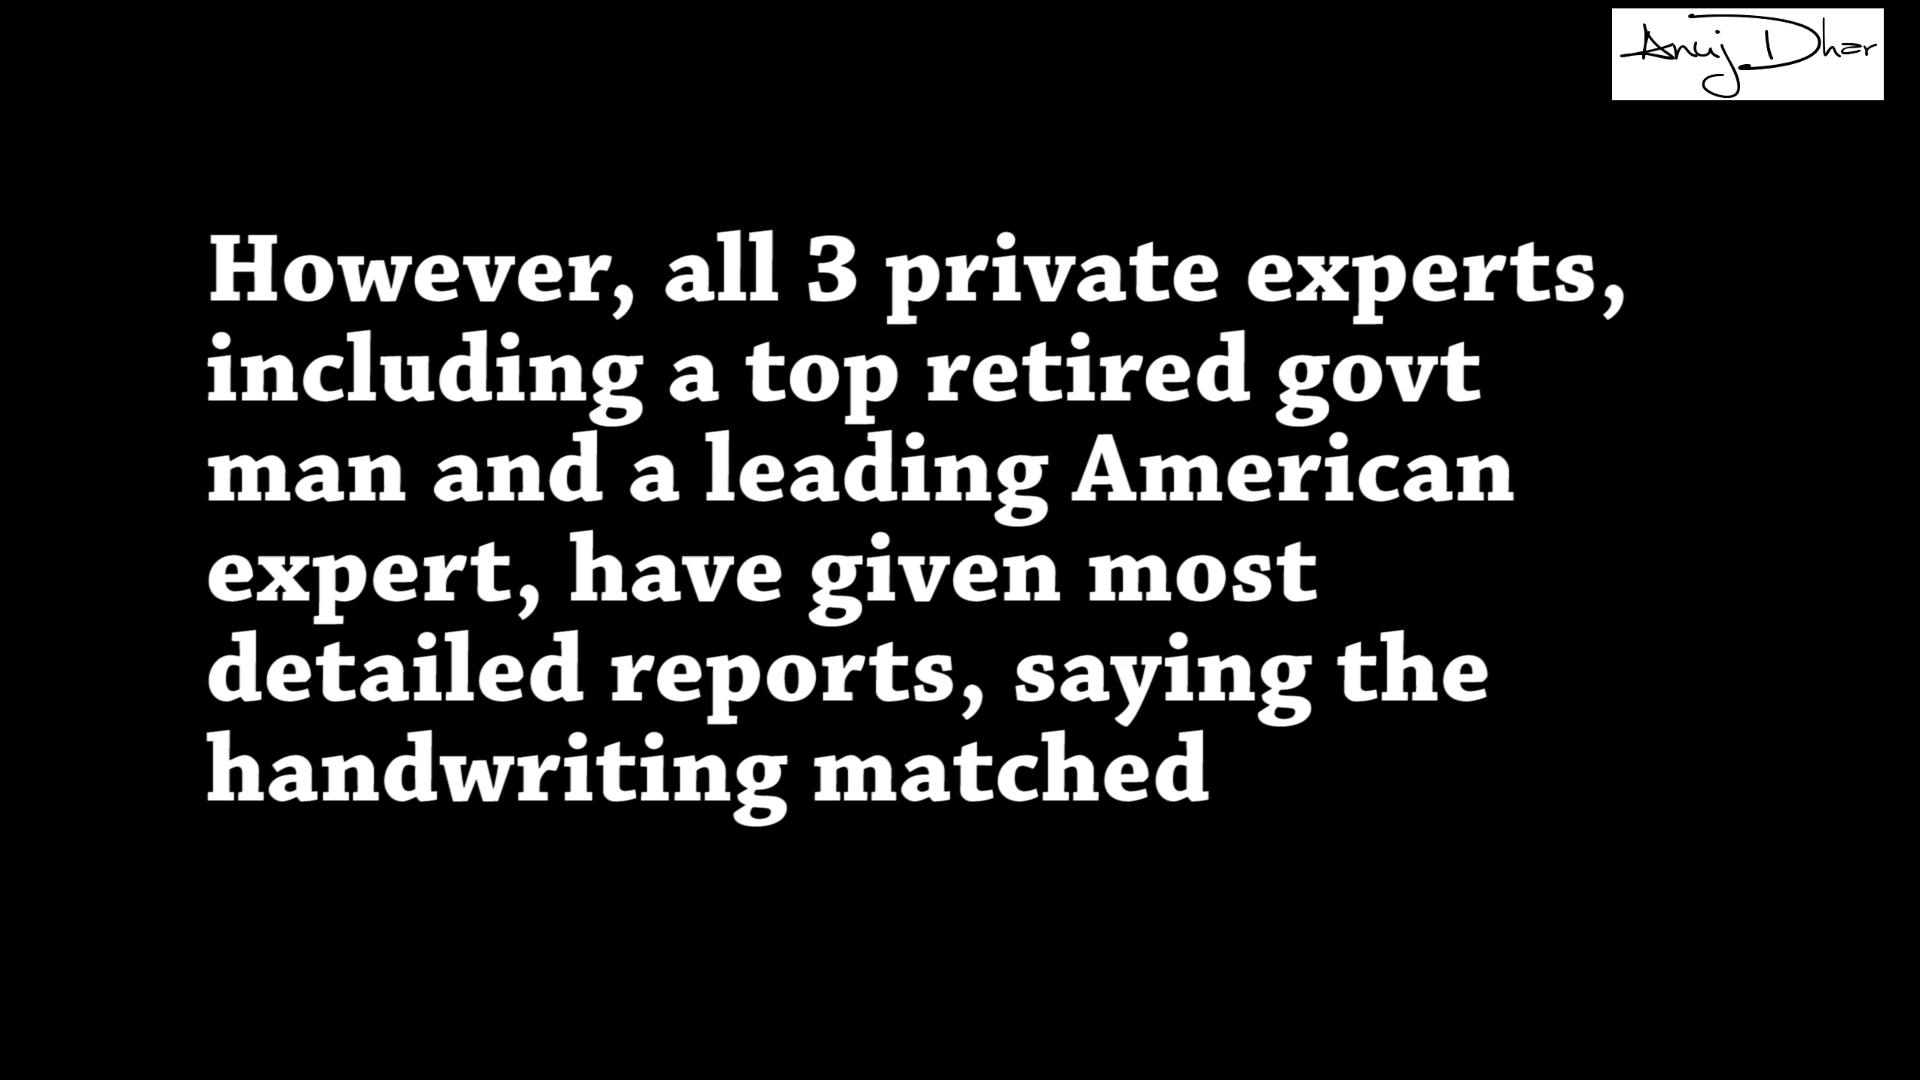 Anuj Dhar
However, all 3 private experts,
including a top retired govt
man and a leading American
expert, have given most
detailed reports, saying the
handwriting matched